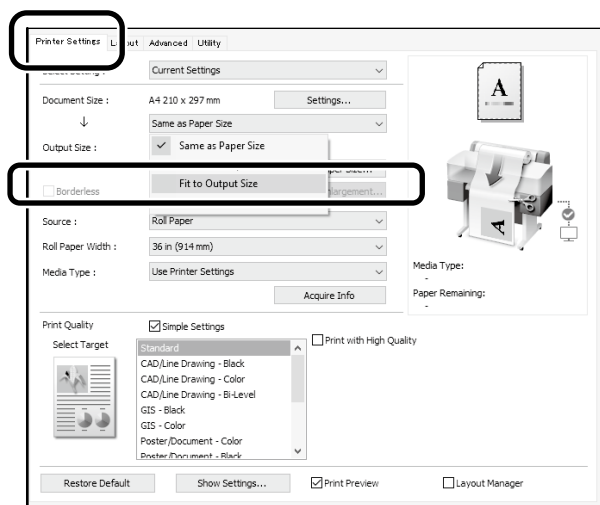 Printer Settings Layout Advanced Utility
Current Settings
Document Size : A4 210 x 297 mm Settings...
Same as Paper Size
Output Size : Same as Paper Size
Fit to Output Size
Borderless
Source : Roll Paper
Roll Paper Width : 36 in (914 mm)
Media Type : Use Printer Settings
Acquire Info
Print Quality Simple Settings
Select Target Standard
Print with High Quality
CAD/Line Drawing - Black
CAD/Line Drawing - Color
CAD/Line Drawing - Bi-Level
GIS - Black
GIS - Color
Poster/Document - Color
Poster/Document - Black
Restore Default Show Settings... Print Preview Layout Manager
A
A
Media Type:
-
Paper Remaining:
-